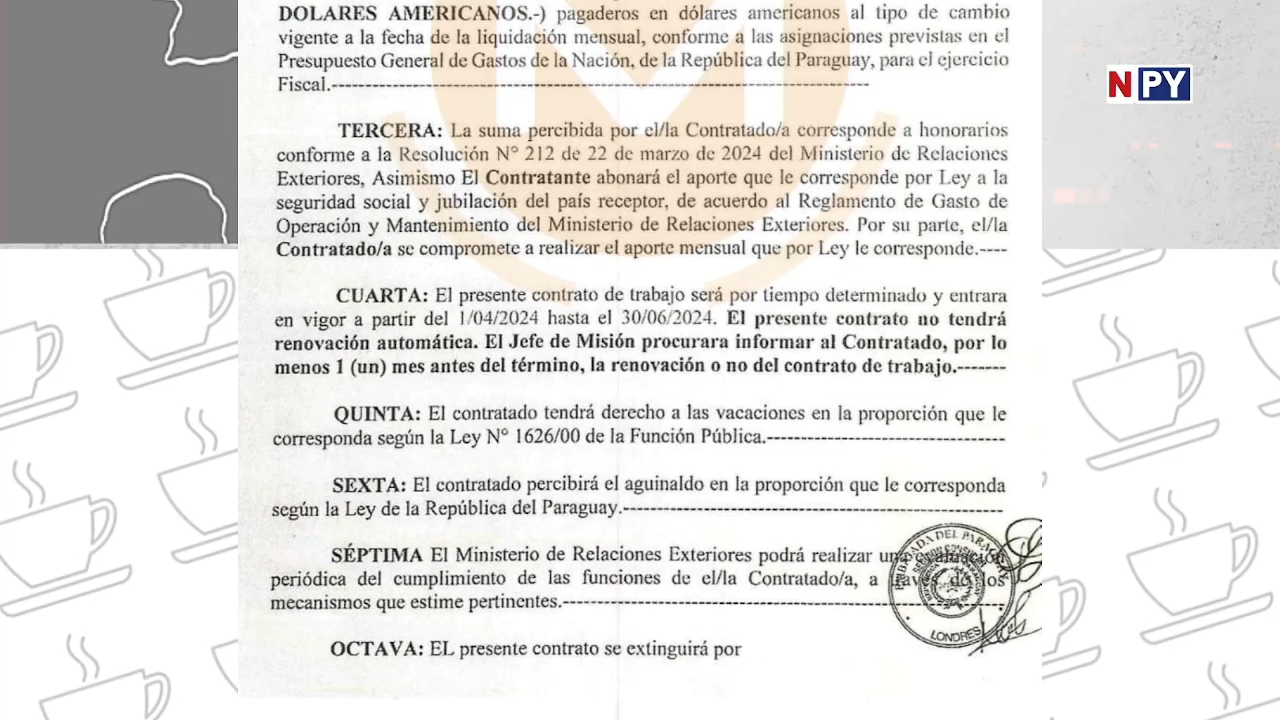 DOLARES AMERICANOS.-) pagaderos en dólares americanos al tipo de cambio
vigente a la fecha de la liquidación mensual, conforme a las asignaciones previstas en el
Presupuesto General de Gastos de la Nación, de la República del Paraguay, para el ejercicio
Fiscal.--------------------------------------------------------------------------------
NPY
TERCERA: La suma percibida por el/la Contratado/a corresponde a honorarios
conforme a la Resolución N° 212 de 22 de marzo de 2024 del Ministerio de Relaciones
Exteriores, Asimismo El Contratante abonará el aporte que le corresponde por Ley a la
seguridad social y jubilación del país receptor, de acuerdo al Reglamento de Gasto de
Operación y Mantenimiento del Ministerio de Relaciones Exteriores. Por su parte, el/la
Contratado/a se compromete a realizar el aporte mensual que por Ley le corresponde.----
CUARTA: El presente contrato de trabajo será por tiempo determinado y entrara
en vigor a partir del 1/04/2024 hasta el 30/06/2024. El presente contrato no tendrá
renovación automática. El Jefe de Misión procurara informar al Contratado, por lo
menos 1 (un) mes antes del término, la renovación o no del contrato de trabajo.-------
QUINTA: El contratado tendrá derecho a las vacaciones en la proporción que le
corresponda según la Ley N° 1626/00 de la Función Pública.-----------------------------------
SEXTA: El contratado percibirá el aguinaldo en la proporción que le corresponda
según la Ley de la República del Paraguay.--------------------------------------------------------
SÉPTIMA El Ministerio de Relaciones Exteriores podrá realizar
periódica del cumplimiento de las funciones de el/la Contratado/a, a
mecanismos que estime pertinentes.-----------------------------------------------------------------
EMBAJADA DEL PARAGUAY
LONDRES
OCTAVA: EL presente contrato se extinguirá por